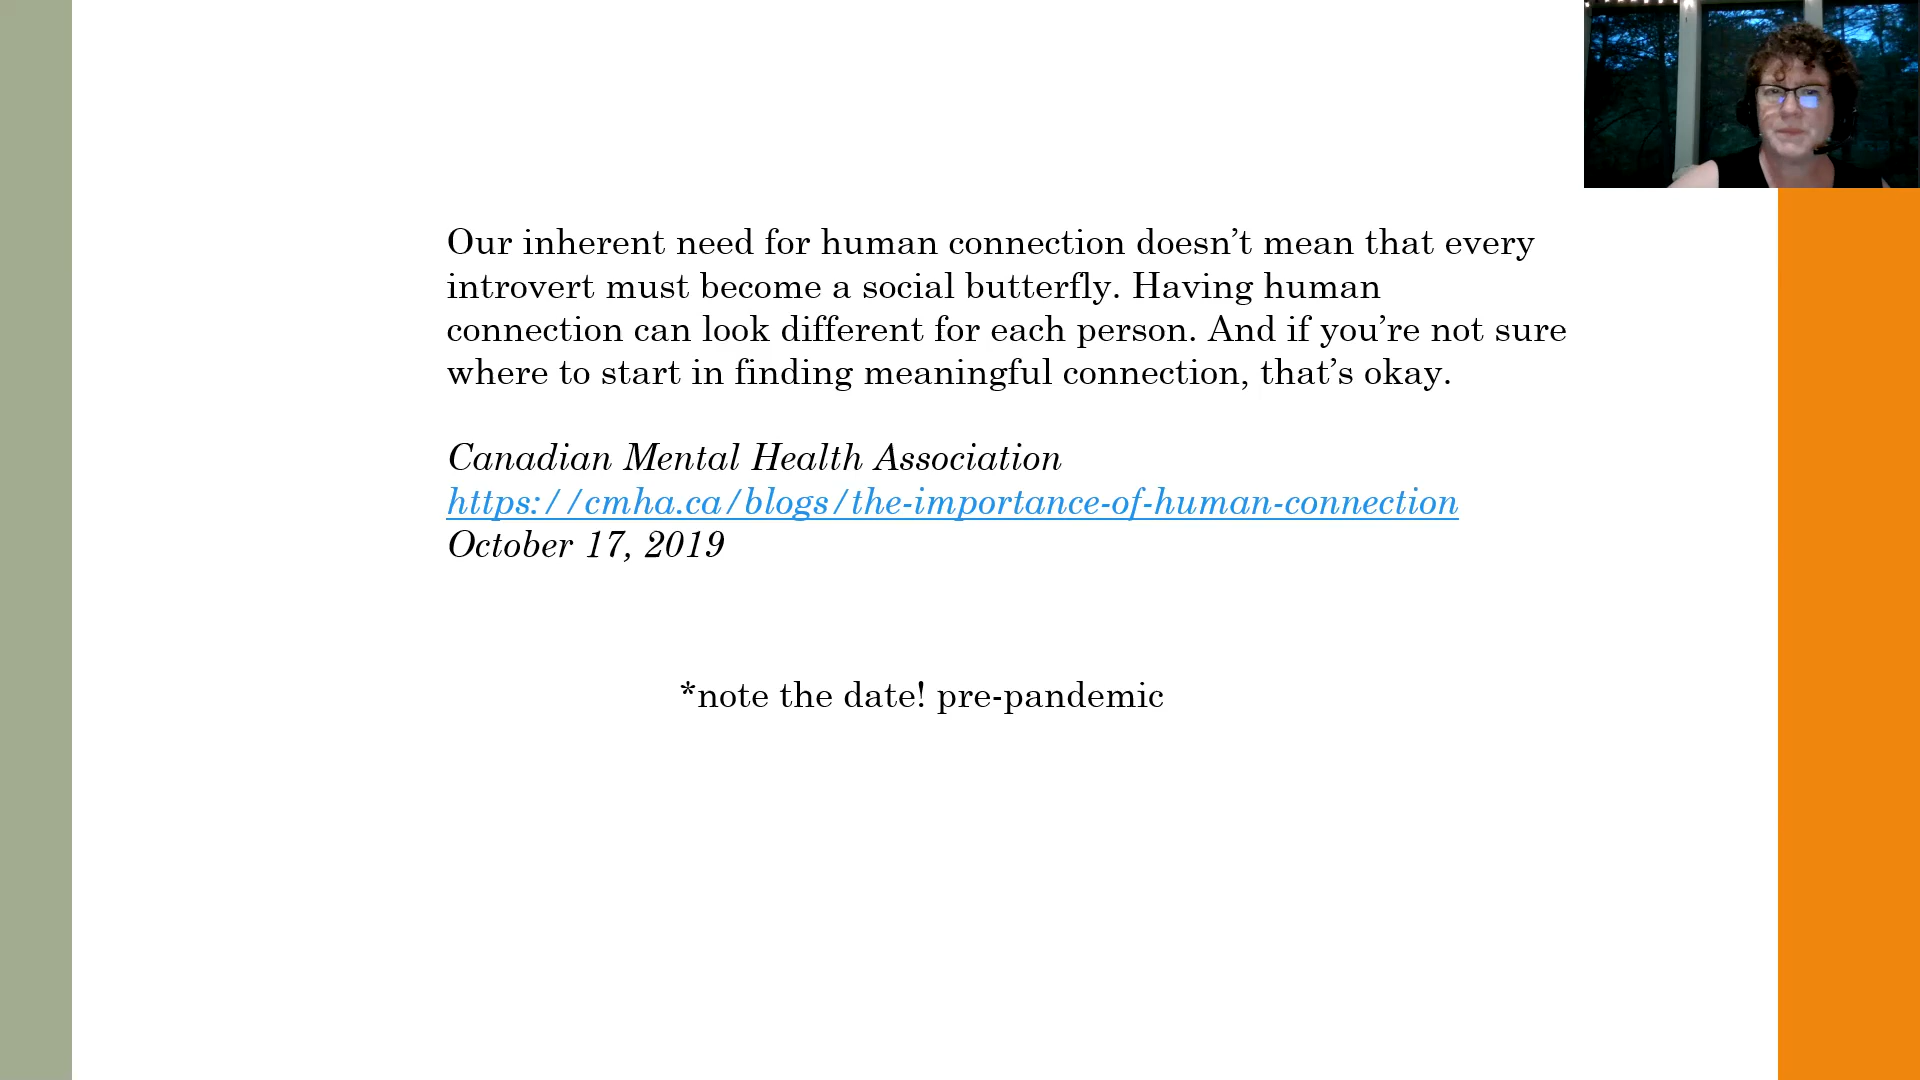 Our inherent need for human connection doesn’t mean that every
introvert must become a social butterfly. Having human
connection can look different for each person. And if you’re not sure
where to start in finding meaningful connection, that’s okay.
Canadian Mental Health Association
https://cmha.ca/blogs/the-importance-of-human-connection
October 17, 2019
*note the date! pre-pandemic